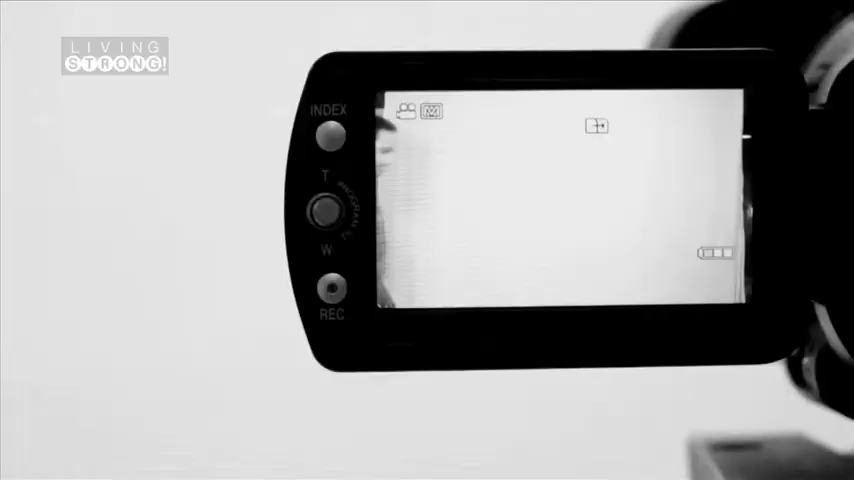 LIVING
STRONG!
INDEX
T
W
REC